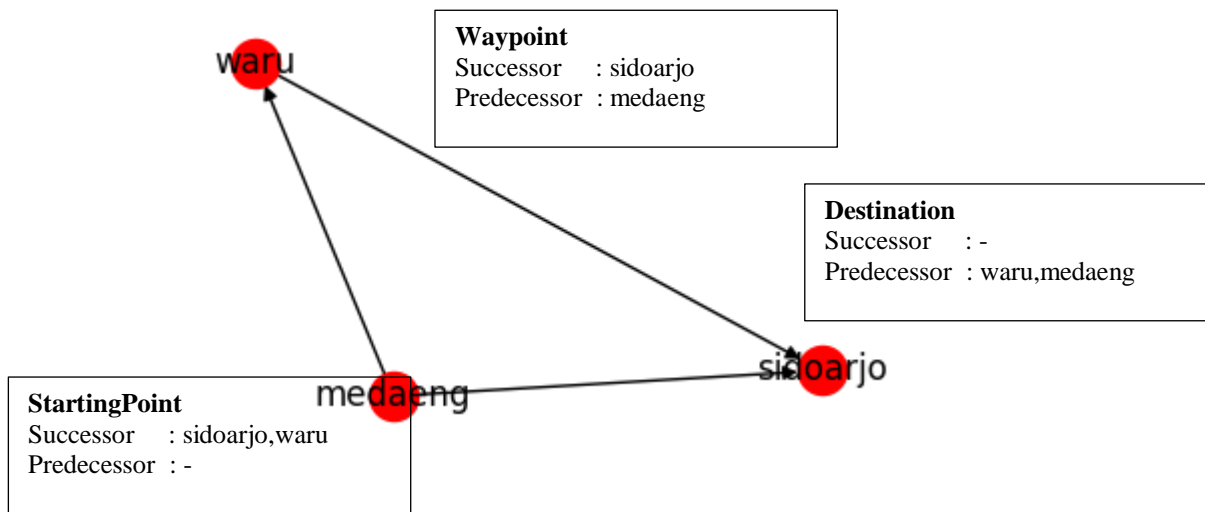 waru
Waypoint
Successor : sidoarjo
Predecessor : medaeng
Destination
Successor : -
Predecessor : waru,medaeng
sidoarjo
medaeng
StartingPoint
Successor : sidoarjo,waru
Predecessor : -